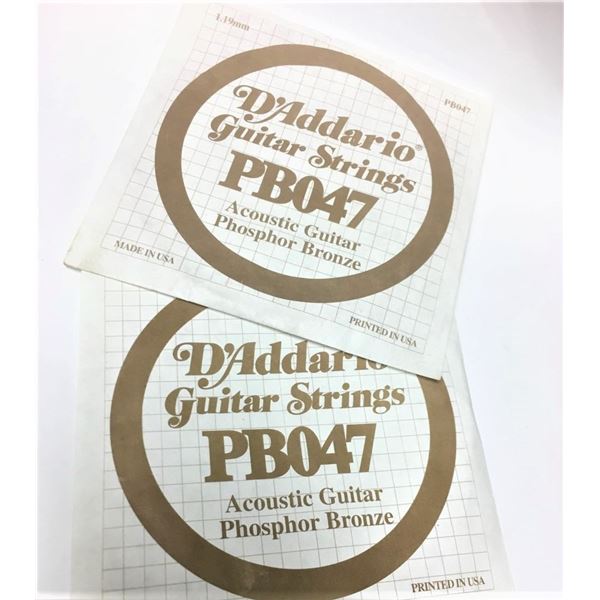 1.19mm
PB047
D'Addario®
Guitar Strings
PB047
Acoustic Guitar
Phosphor Bronze
MADE IN USA
PRINTED IN USA
D'Addario
Guitar Strings
PB047
Acoustic Guitar
Phosphor Bronze
PRINTED IN USA